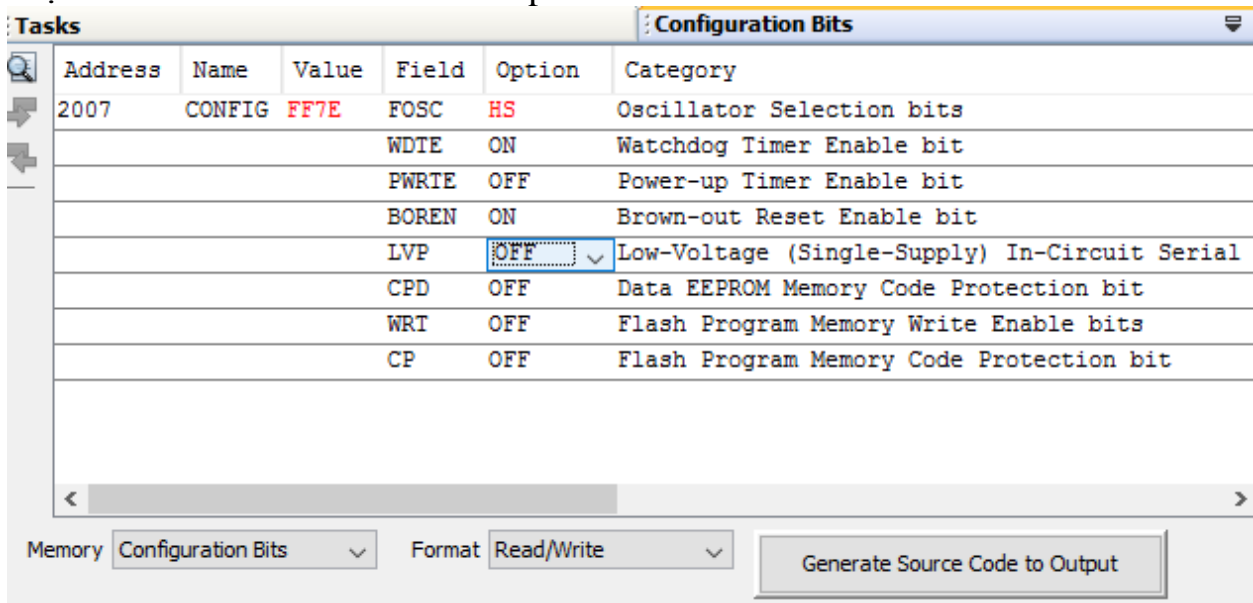 Tasks Configuration Bits
Address Name Value Field Option Category
2007 CONFIG FF7E FOSC HS Oscillator Selection bits
WDTE ON Watchdog Timer Enable bit
PWRTE OFF Power-up Timer Enable bit
BOREN ON Brown-out Reset Enable bit
LVP OFF Low-Voltage (Single-Supply) In-Circuit Serial
CPD OFF Data EEPROM Memory Code Protection bit
WRT OFF Flash Program Memory Write Enable bits
CP OFF Flash Program Memory Code Protection bit
Memory Configuration Bits Format Read/Write Generate Source Code to Output